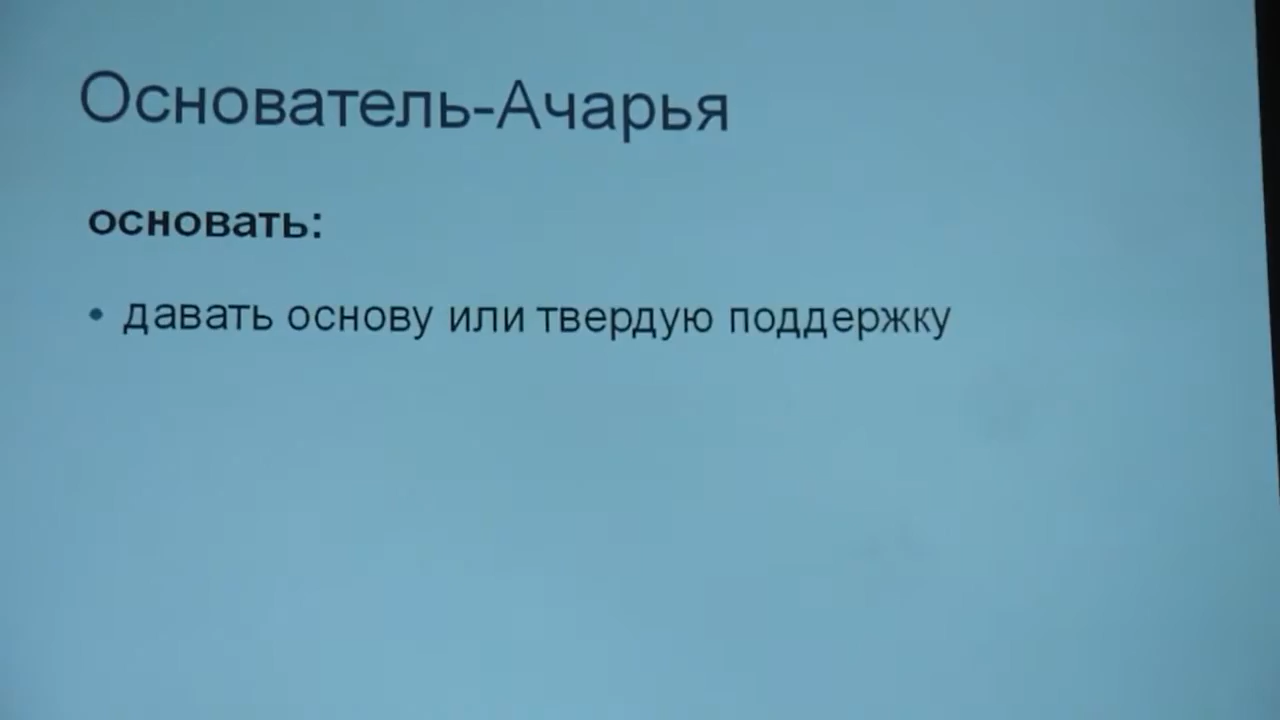 Основатель-Ачарья
основать:
• давать основу или твердую поддержку